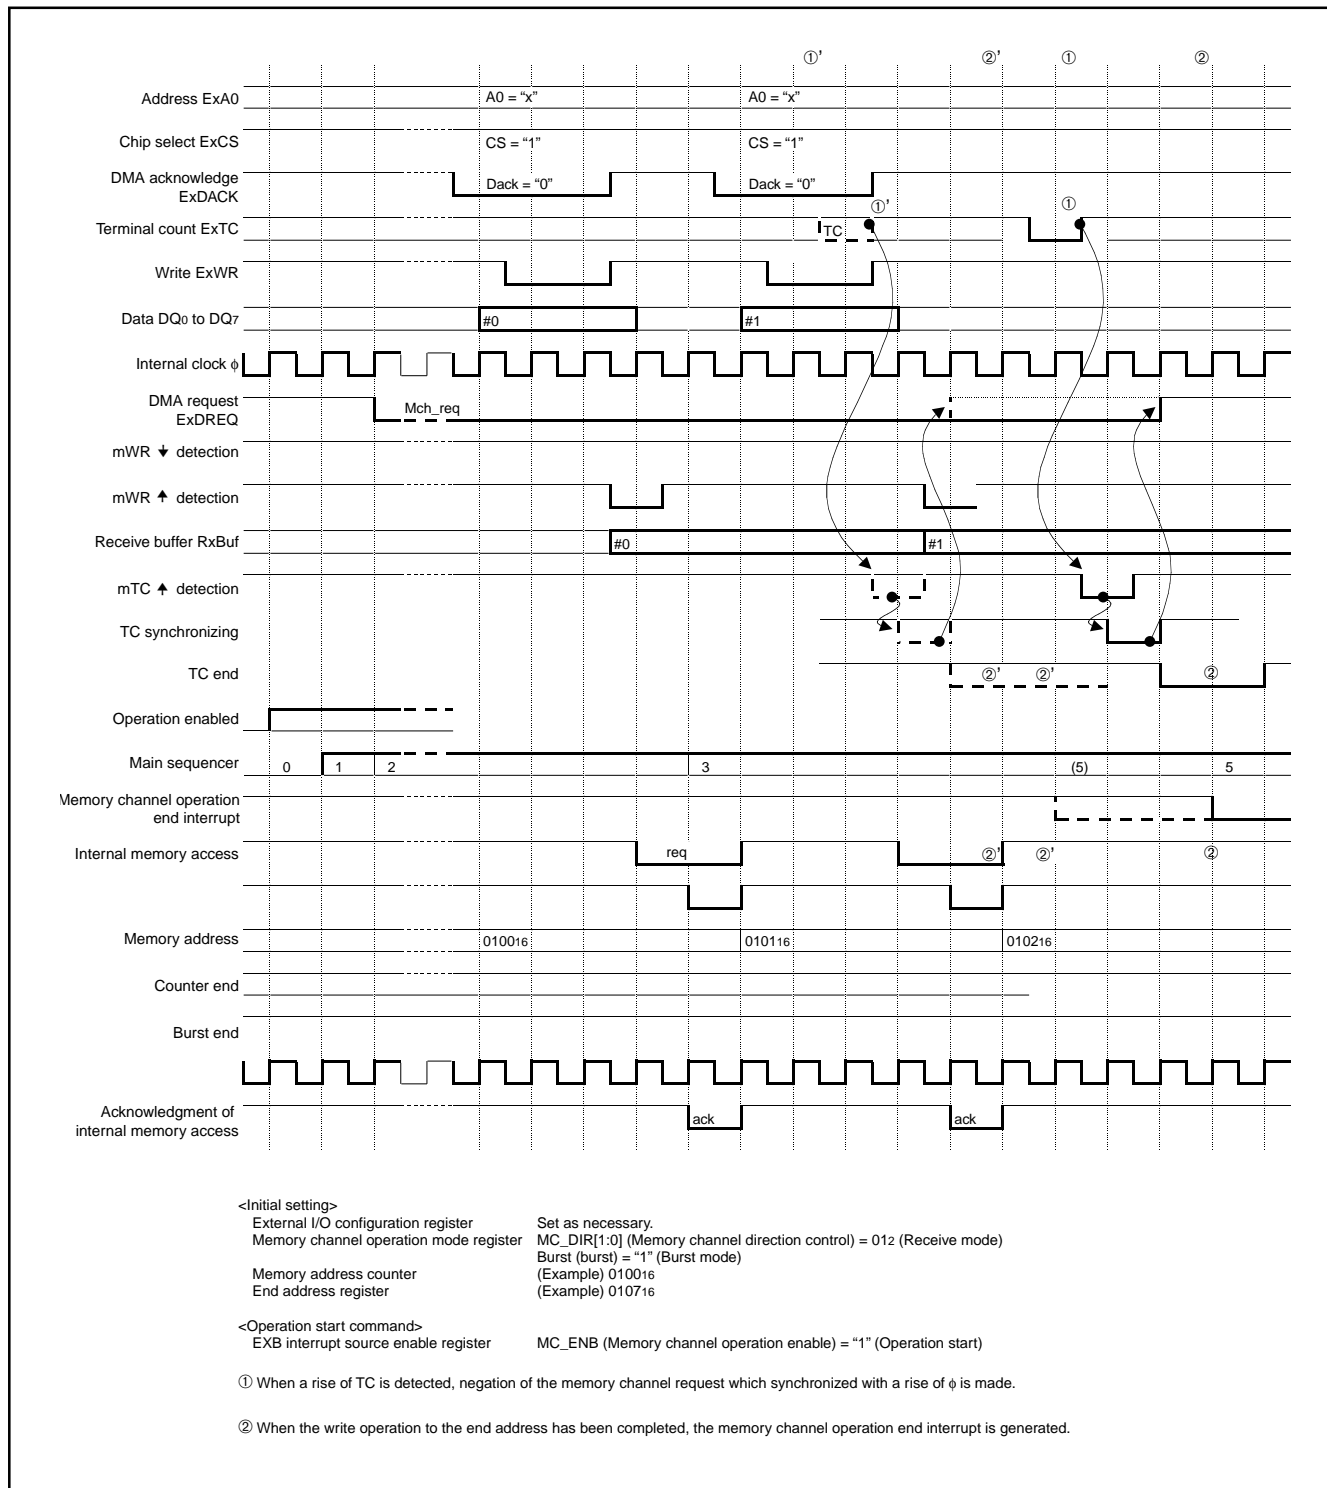 ①’ ②’ ① ②
Address ExA0 A0 = “x” A0 = “x”
Chip select ExCS CS = “1” CS = “1”
DMA acknowledge
ExDACK Dack = “0” Dack = “0”
①’ ①
Terminal count ExTC TC
Write ExWR
Data DQ0 to DQ7 #0 #1
Internal clock ϕ
DMA request
ExDREQ Mch_req
mWR ↓ detection
mWR ↑ detection
Receive buffer RxBuf #0 #1
mTC ↑ detection
TC synchronizing
TC end ②’ ②’ ②
Operation enabled
Main sequencer 0 1 2 3 (5) 5
Memory channel operation
end interrupt
Internal memory access req ②’ ②’ ②
Memory address 010016 010116 010216
Counter end
Burst end
Acknowledgment of
internal memory access ack ack
<Initial setting>
External I/O configuration register Set as necessary.
Memory channel operation mode register MC_DIR[1:0] (Memory channel direction control) = 012 (Receive mode)
Burst (burst) = “1” (Burst mode)
Memory address counter (Example) 010016
End address register (Example) 010716
<Operation start command>
EXB interrupt source enable register MC_ENB (Memory channel operation enable) = “1” (Operation start)
① When a rise of TC is detected, negation of the memory channel request which synchronized with a rise of ϕ is made.
② When the write operation to the end address has been completed, the memory channel operation end interrupt is generated.